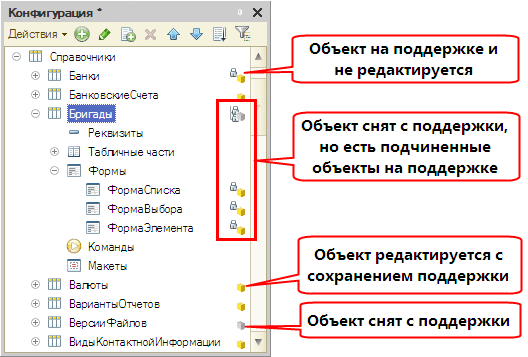 Конфигурация *
Действия
Справочники
Банки
БанковскиеСчета
Бригады
Реквизиты
Табличные части
Формы
ФормаСписка
ФормаВыбора
ФормаЭлемента
Команды
Макеты
Валюты
ВариантыОтчетов
ВерсииФайлов
ВидыКонтактнойИнформации
Объект на поддержке и
не редактируется
Объект снят с поддержки,
но есть подчиненные
объекты на поддержке
Объект редактируется с
сохранением поддержки
Объект снят с поддержки